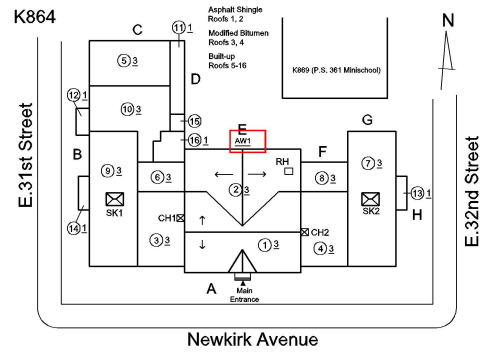 K864
Asphalt Shingle
Roofs 1, 2
Modified Bitumen
Roofs 3, 4
Built-up
Roofs 5-16
N
K869 (P.S. 361 Minischool)
C
11 1
5 3
D
12 1
10 3
15
16 1
E
AW1
G
B
F
9 3
6 3
RH
8 3
7 3
2 3
13 1
SK1
SK2
H
14 1
CH1
CH2
3 3
1 3
4 3
A
Main
Entrance
E.31st Street
E.32nd Street
Newkirk Avenue